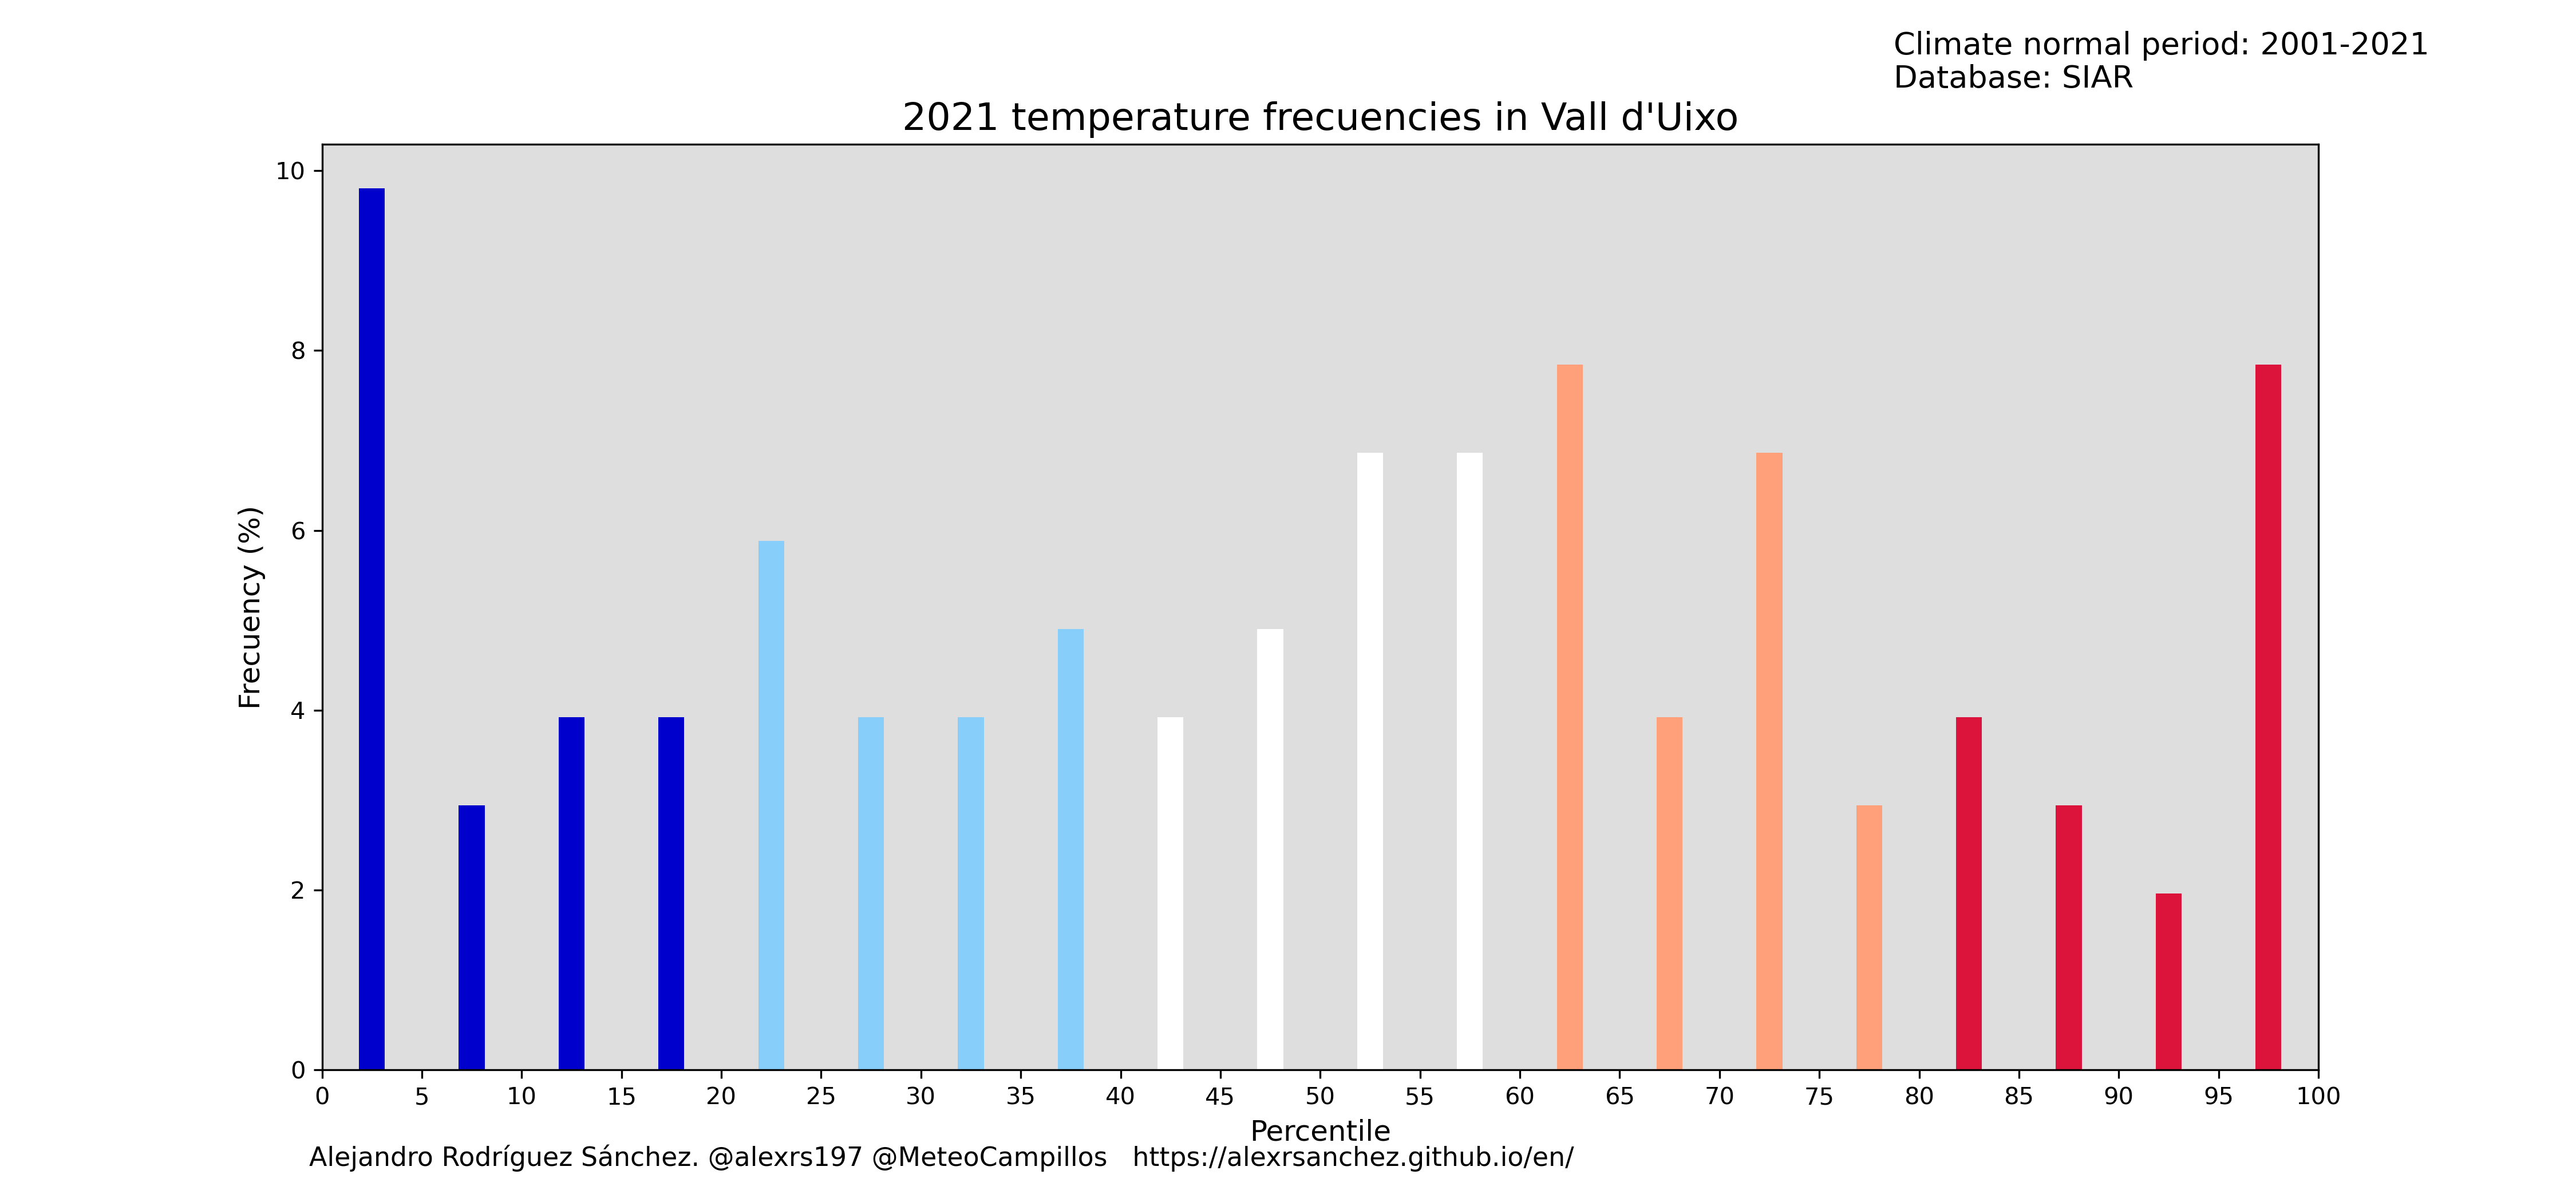 Climate normal period: 2001-2021
Database: SIAR
2021 temperature frecuencies in Vall d'Uixo
10
8
6
4
2
0
Frecuency (%)
0 5 10 15 20 25 30 35 40 45 50 55 60 65 70 75 80 85 90 95 100
Percentile
Alejandro Rodríguez Sánchez. @alexrs197 @MeteoCampillos https://alexrsanchez.github.io/en/